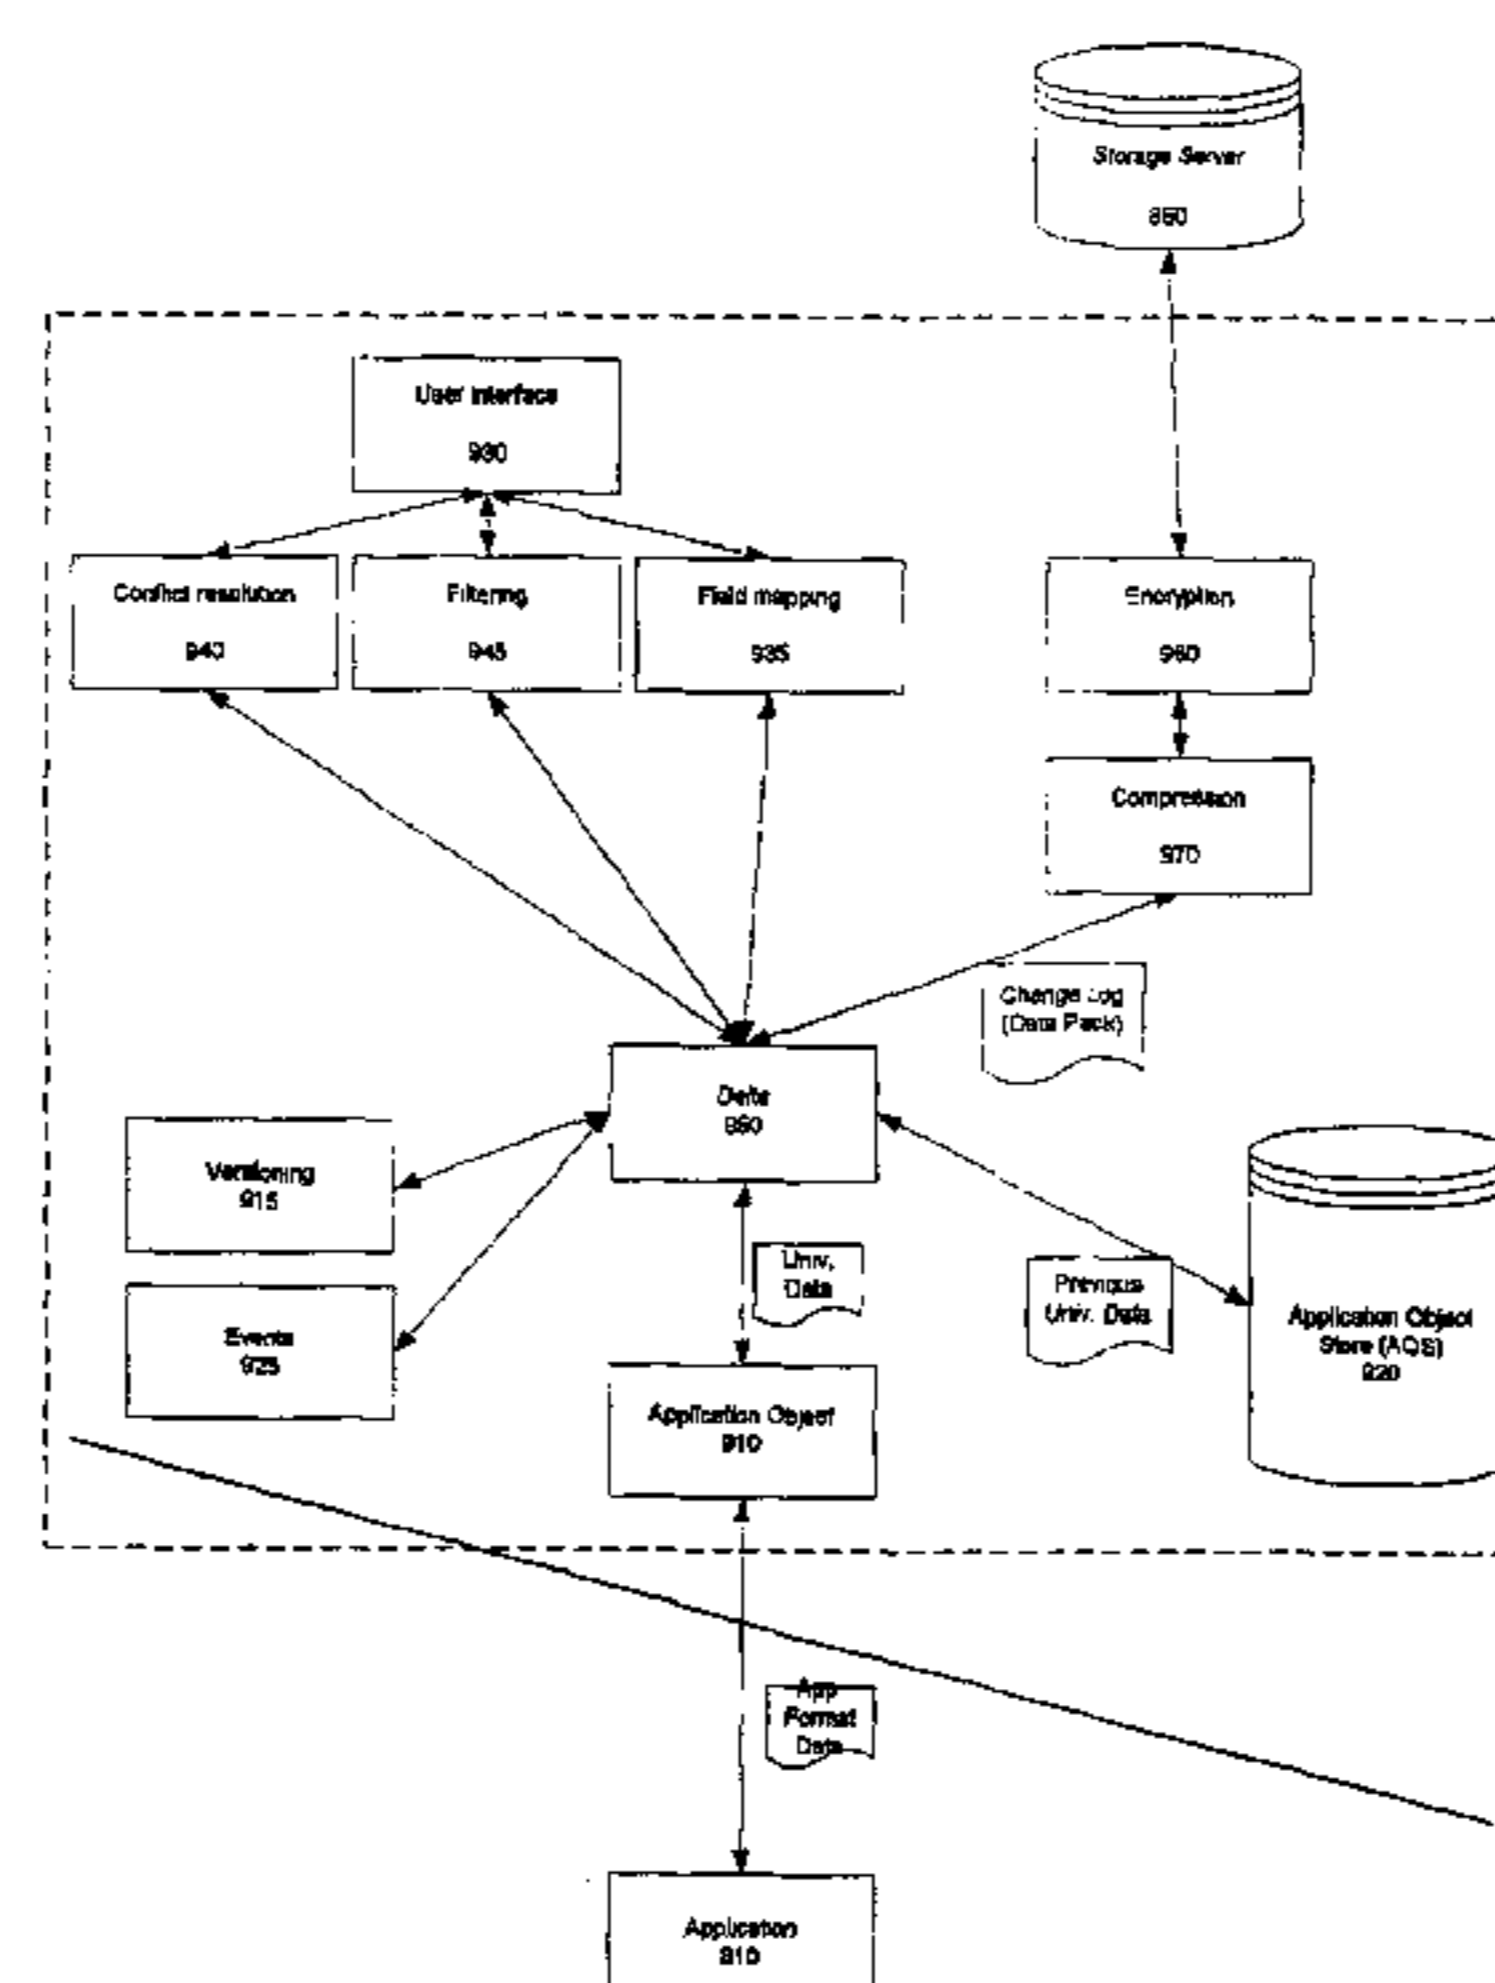 Storage Server
850
User Interface
930
Conflict resolution
940
Filtering
945
Field mapping
935
Encryption
960
Compression
970
Change Log
(Data Pack)
Delta
950
Versioning
915
Univ.
Data
Previous
Univ. Data
Application Object
Store (AOS)
920
Events
925
Application Object
910
App
Format
Data
Application
810